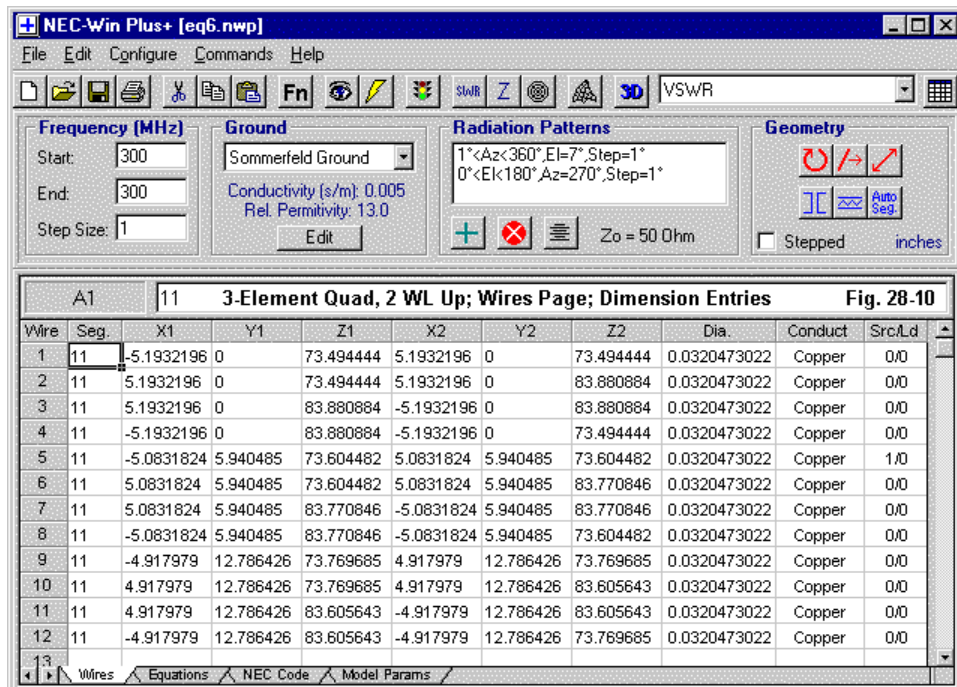 NEC-Win Plus+ [eq6.nwp]
File Edit Configure Commands Help
Fn SWR Z 3D VSWR
Frequency (MHz) Ground Radiation Patterns Geometry
Start: 300 Sommerfeld Ground 1°<Az<360°,El=7°,Step=1°
0°<El<180°,Az=270°,Step=1°
End: 300 Conductivity (s/m): 0.005
Rel. Permitivity: 13.0 Auto Seg.
Step Size: 1 Edit Zo = 50 Ohm Stepped inches
A1 11 3-Element Quad, 2 WL Up; Wires Page; Dimension Entries Fig. 28-10
Wire Seg. X1 Y1 Z1 X2 Y2 Z2 Dia. Conduct Src/Ld
1 11 -5.1932196 0 73.494444 5.1932196 0 73.494444 0.0320473022 Copper 0/0
2 11 5.1932196 0 73.494444 5.1932196 0 83.880884 0.0320473022 Copper 0/0
3 11 5.1932196 0 83.880884 -5.1932196 0 83.880884 0.0320473022 Copper 0/0
4 11 -5.1932196 0 83.880884 -5.1932196 0 73.494444 0.0320473022 Copper 0/0
5 11 -5.0831824 5.940485 73.604482 5.0831824 5.940485 73.604482 0.0320473022 Copper 1/0
6 11 5.0831824 5.940485 73.604482 5.0831824 5.940485 83.770846 0.0320473022 Copper 0/0
7 11 5.0831824 5.940485 83.770846 -5.0831824 5.940485 83.770846 0.0320473022 Copper 0/0
8 11 -5.0831824 5.940485 83.770846 -5.0831824 5.940485 73.604482 0.0320473022 Copper 0/0
9 11 -4.917979 12.786426 73.769685 4.917979 12.786426 73.769685 0.0320473022 Copper 0/0
10 11 4.917979 12.786426 73.769685 4.917979 12.786426 83.605643 0.0320473022 Copper 0/0
11 11 4.917979 12.786426 83.605643 -4.917979 12.786426 83.605643 0.0320473022 Copper 0/0
12 11 -4.917979 12.786426 83.605643 -4.917979 12.786426 73.769685 0.0320473022 Copper 0/0
13
Wires Equations NEC Code Model Params